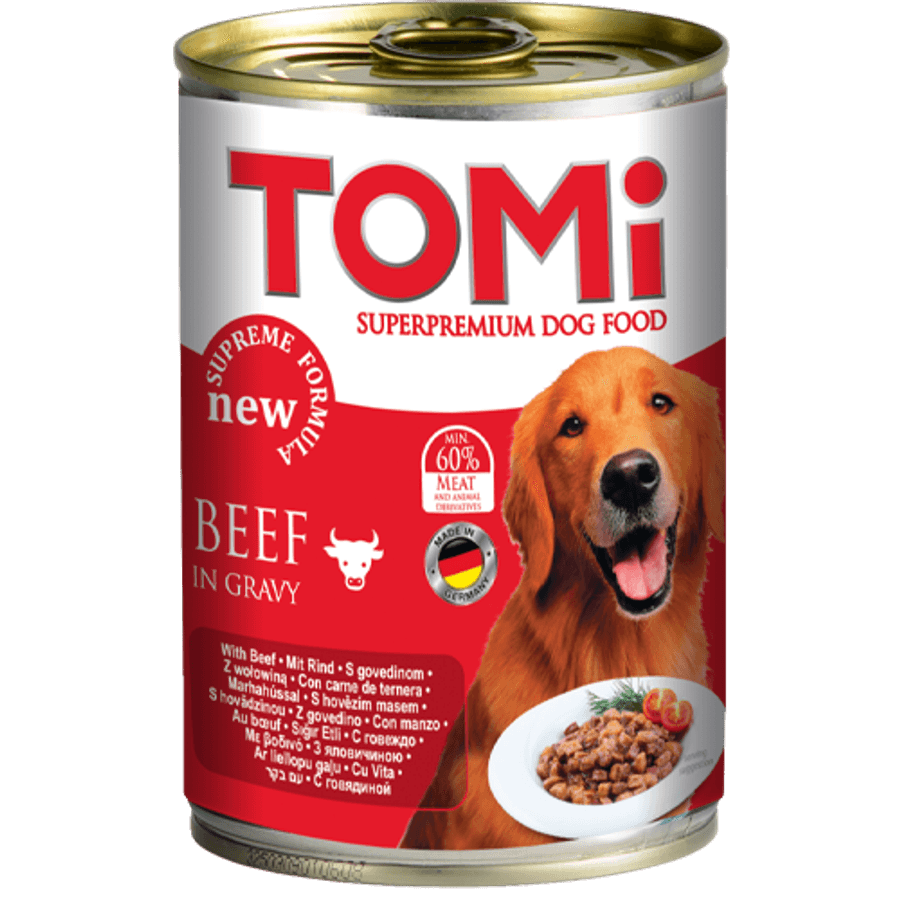 TOMi
SUPERPREMIUM DOG FOOD
SUPREME FORMULA
new
MIN.
60%
MEAT
AND ANIMAL
DERIVATIVES
BEEF
IN GRAVY
MADE IN
GERMANY
With Beef • Mit Rind • S govedinom •
Z wołowiną • Con carne de ternera •
Marhahússal • S hovězím masem •
S hovädzinou • Z govedino • Con manzo •
Au bœuf • Sığır Etli • С говеждо •
Με βοδινό • З яловичиною •
Ar liellopu gaļu • Cu Vita •
עם בקר • С говядиной
serving
suggestion